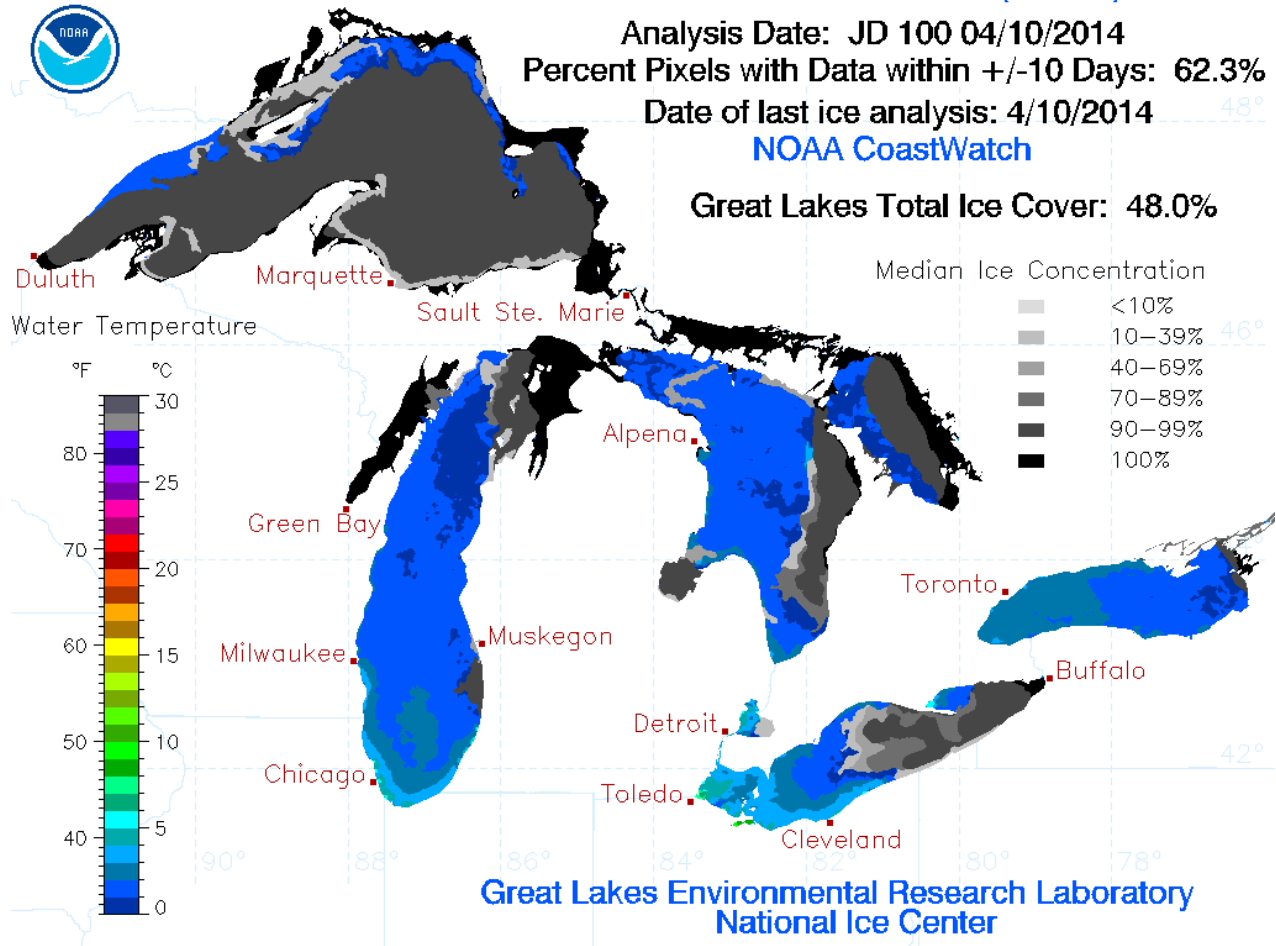 NOAA
Analysis Date: JD 100 04/10/2014
Percent Pixels with Data within +/-10 Days: 62.3%
Date of last ice analysis: 4/10/2014
48°
NOAA CoastWatch
Great Lakes Total Ice Cover: 48.0%
Duluth
Marquette
Sault Ste. Marie
Median Ice Concentration
<10%
10–39%
40–69%
70–89%
90–99%
100%
46°
Water Temperature
°F °C
30
80
25
70
20
60
15
50
10
5
40
0
Alpena
Green Bay
Toronto
Milwaukee
Muskegon
Buffalo
Detroit
42°
Chicago
Toledo
Cleveland
90° 88° 86° 84° 82° 80° 78°
Great Lakes Environmental Research Laboratory
National Ice Center